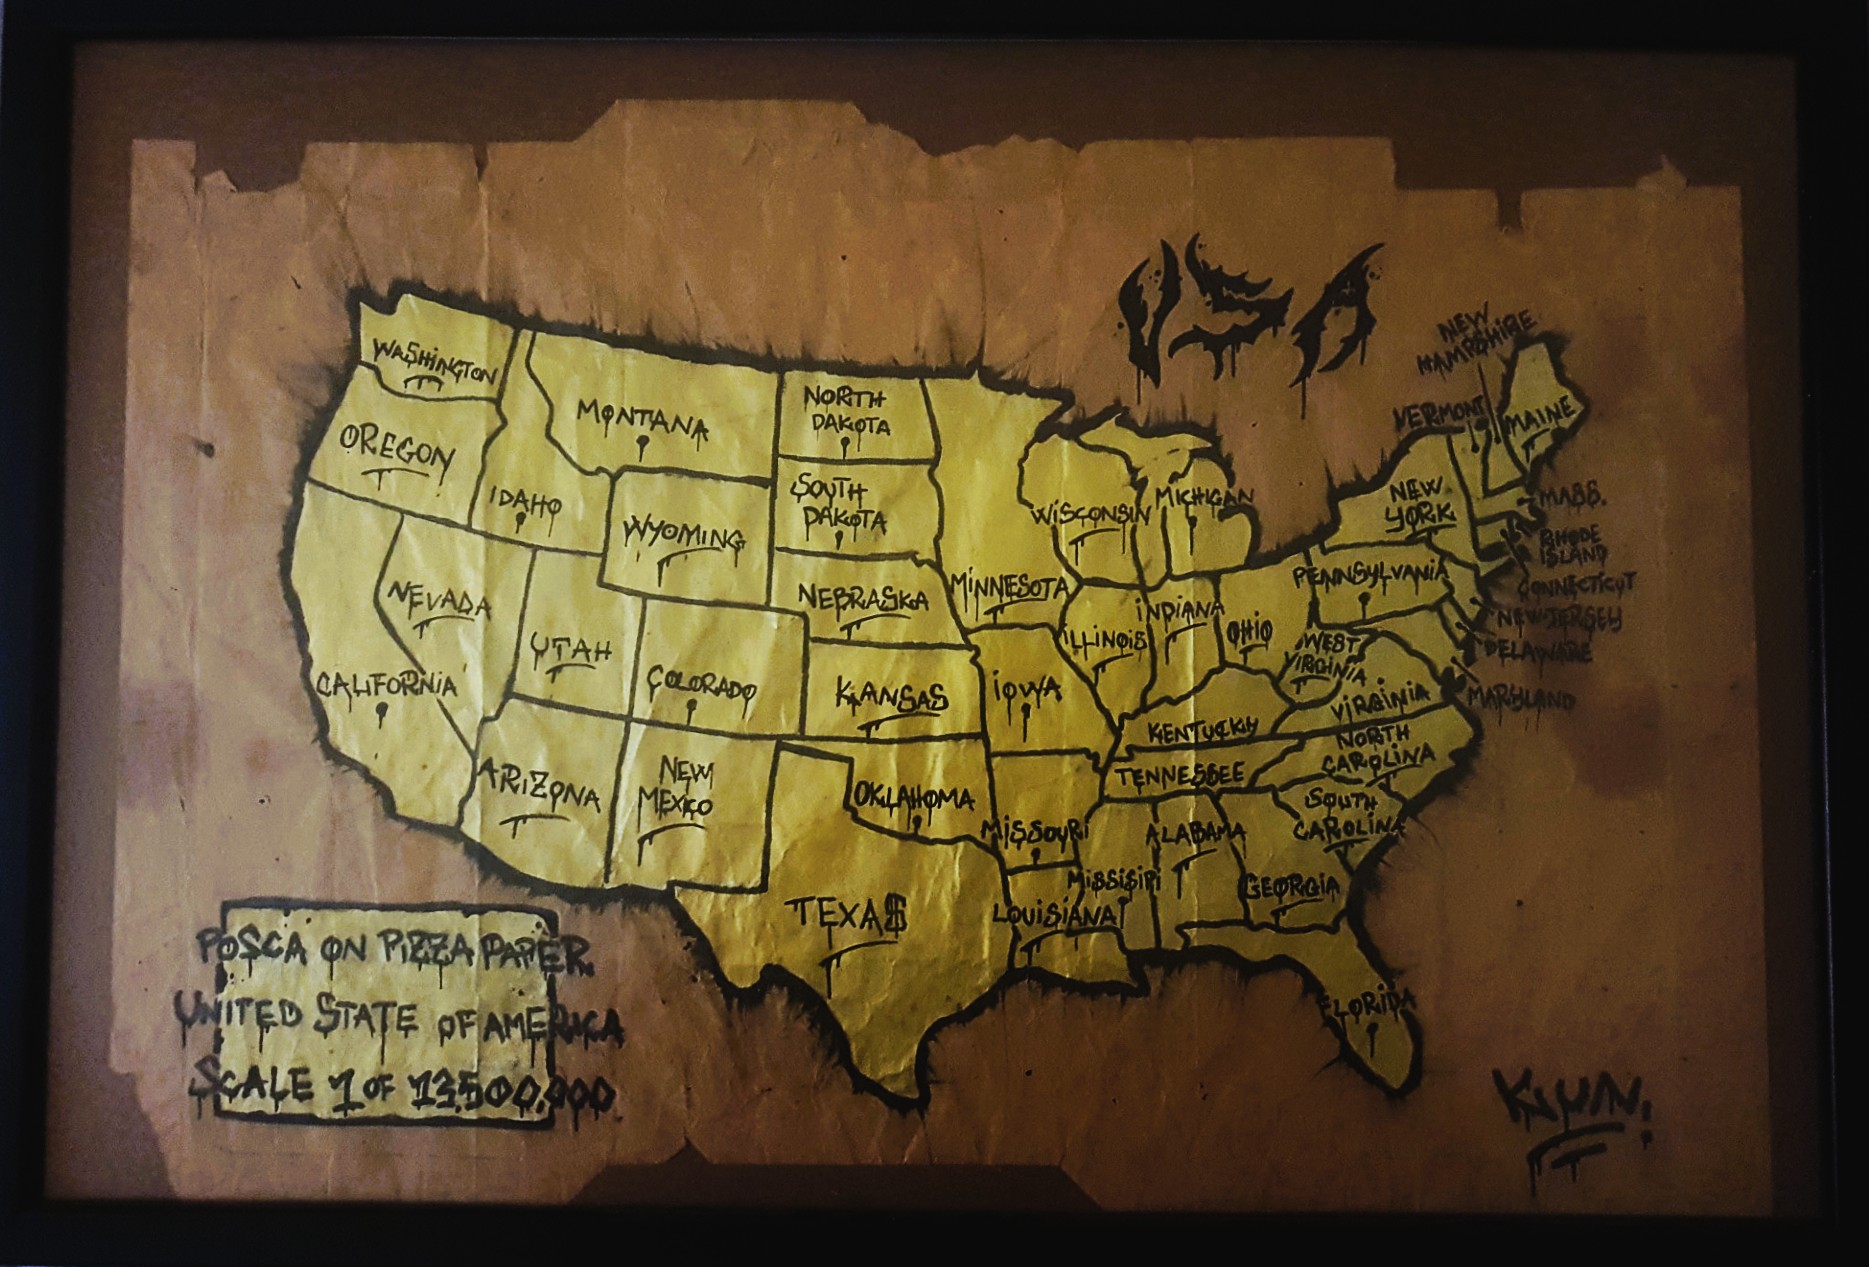 USA
NEW
HAMPSHIRE
VERMONT
MAINE
WASHINGTON
MONTANA
NORTH
DAKOTA
OREGON
IDAHO
WYOMING
SOUTH
DAKOTA
WiSCONSIN
MICHIGAN
NEW
YORK
MASS.
RHODE
ISLAND
CONNECTICUT
NEVADA
UTAH
COLORADO
NEBRASKA
MiNNESOTA
iLLiNOiS
iNDiANA
OHiO
PENNSYLVANiA
WEST
ViRGiNiA
NEW JERSEY
DELAWARE
MARYLAND
CALiFORNiA
KANSAS
iOWA
KENTUCKY
ViRGiNiA
NORTH
CAROLiNA
ARiZONA
NEW
MEXiCO
OKLAHOMA
TENNESSEE
SOUTH
CAROLiNA
MiSSOURi
ALABAMA
TEXAS
LOUiSiANA
MiSSiSiPi
GEORGiA
FLORiDA
POSCA ON PiZZA PAPER.
UNITED STATE OF AMERICA
SCALE 1 OF 13,500,000.